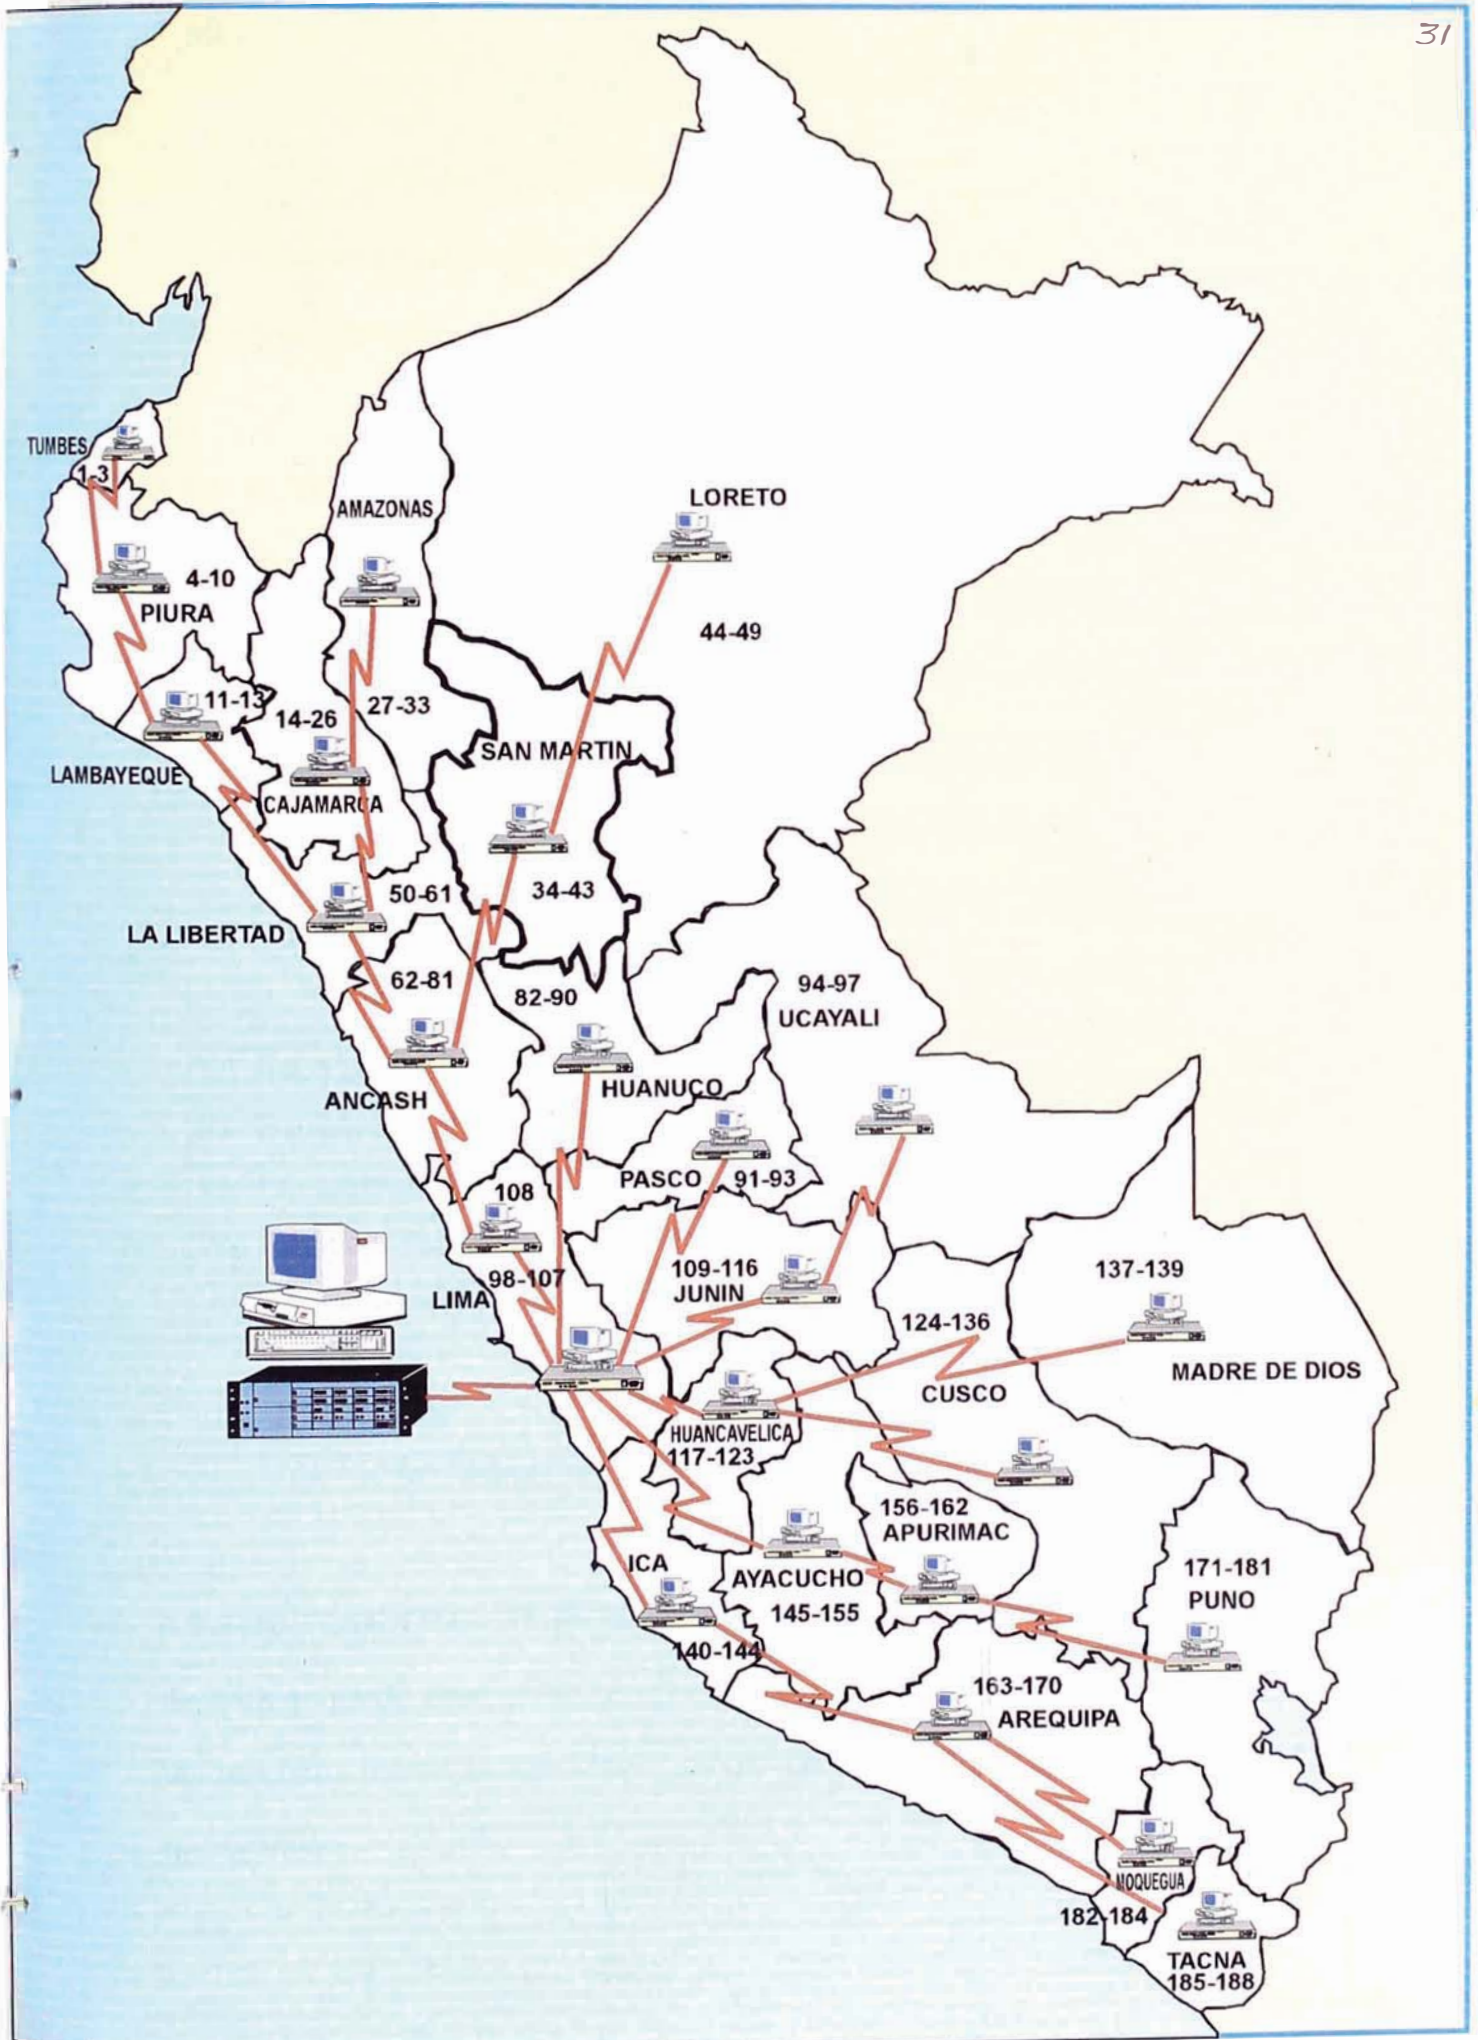 31
TUMBES
1-3
AMAZONAS
LORETO
4-10
PIURA
44-49
11-13
14-26
27-33
SAN MARTIN
LAMBAYEQUE
CAJAMARCA
50-61
34-43
LA LIBERTAD
62-81
82-90
94-97
UCAYALI
HUANUCO
ANCASH
PASCO
91-93
108
109-116
JUNIN
98-107
LIMA
137-139
124-136
MADRE DE DIOS
CUSCO
HUANCAVELICA
117-123
156-162
APURIMAC
ICA
AYACUCHO
145-155
171-181
PUNO
140-144
163-170
AREQUIPA
MOQUEGUA
182-184
TACNA
185-188